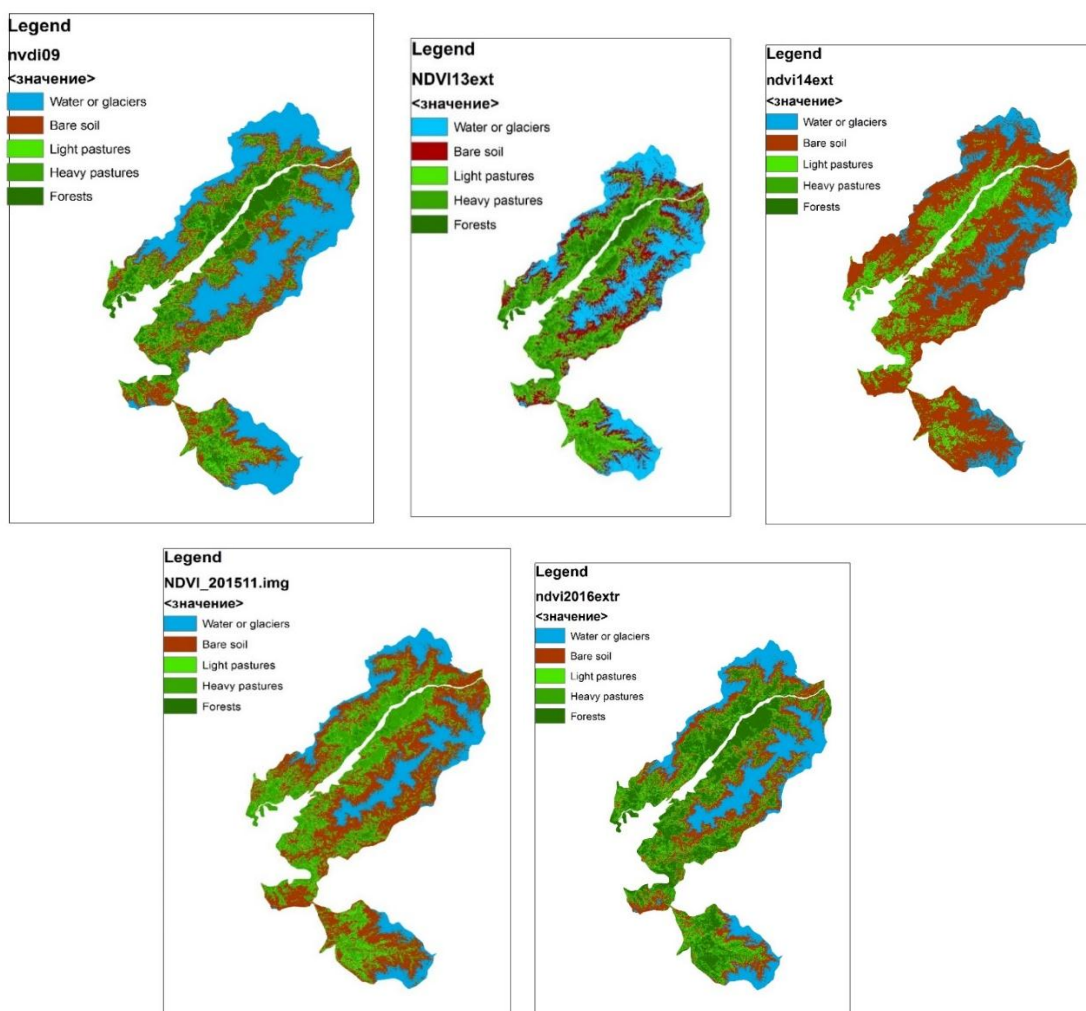 Legend
nvdi09
<значение>
Water or glaciers
Bare soil
Light pastures
Heavy pastures
Forests
Legend
NDVI13ext
<значение>
Water or glaciers
Bare soil
Light pastures
Heavy pastures
Forests
Legend
ndvi14ext
<значение>
Water or glaciers
Bare soil
Light pastures
Heavy pastures
Forests
Legend
NDVI_201511.img
<значение>
Water or glaciers
Bare soil
Light pastures
Heavy pastures
Forests
Legend
ndvi2016extr
<значение>
Water or glaciers
Bare soil
Light pastures
Heavy pastures
Forests